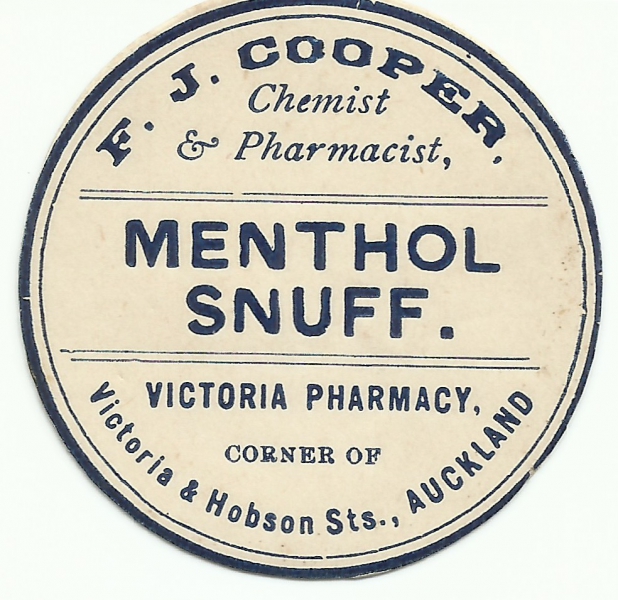 F. J. COOPER,
Chemist
& Pharmacist,
MENTHOL
SNUFF.
VICTORIA PHARMACY,
CORNER OF
Victoria & Hobson Sts., AUCKLAND